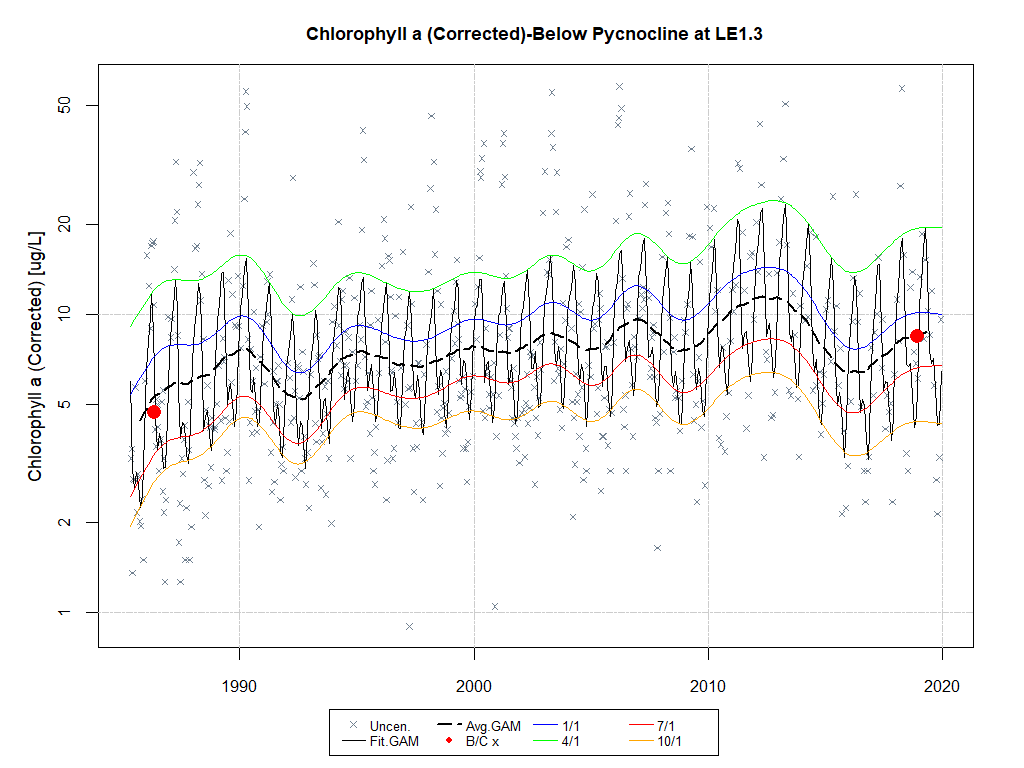 Chlorophyll a (Corrected)-Below Pycnocline at LE1.3
Chlorophyll a (Corrected) [ug/L]
50
20
10
5
2
1
1990 2000 2010 2020
Uncen. Avg.GAM 1/1 7/1
Fit.GAM B/C x 4/1 10/1